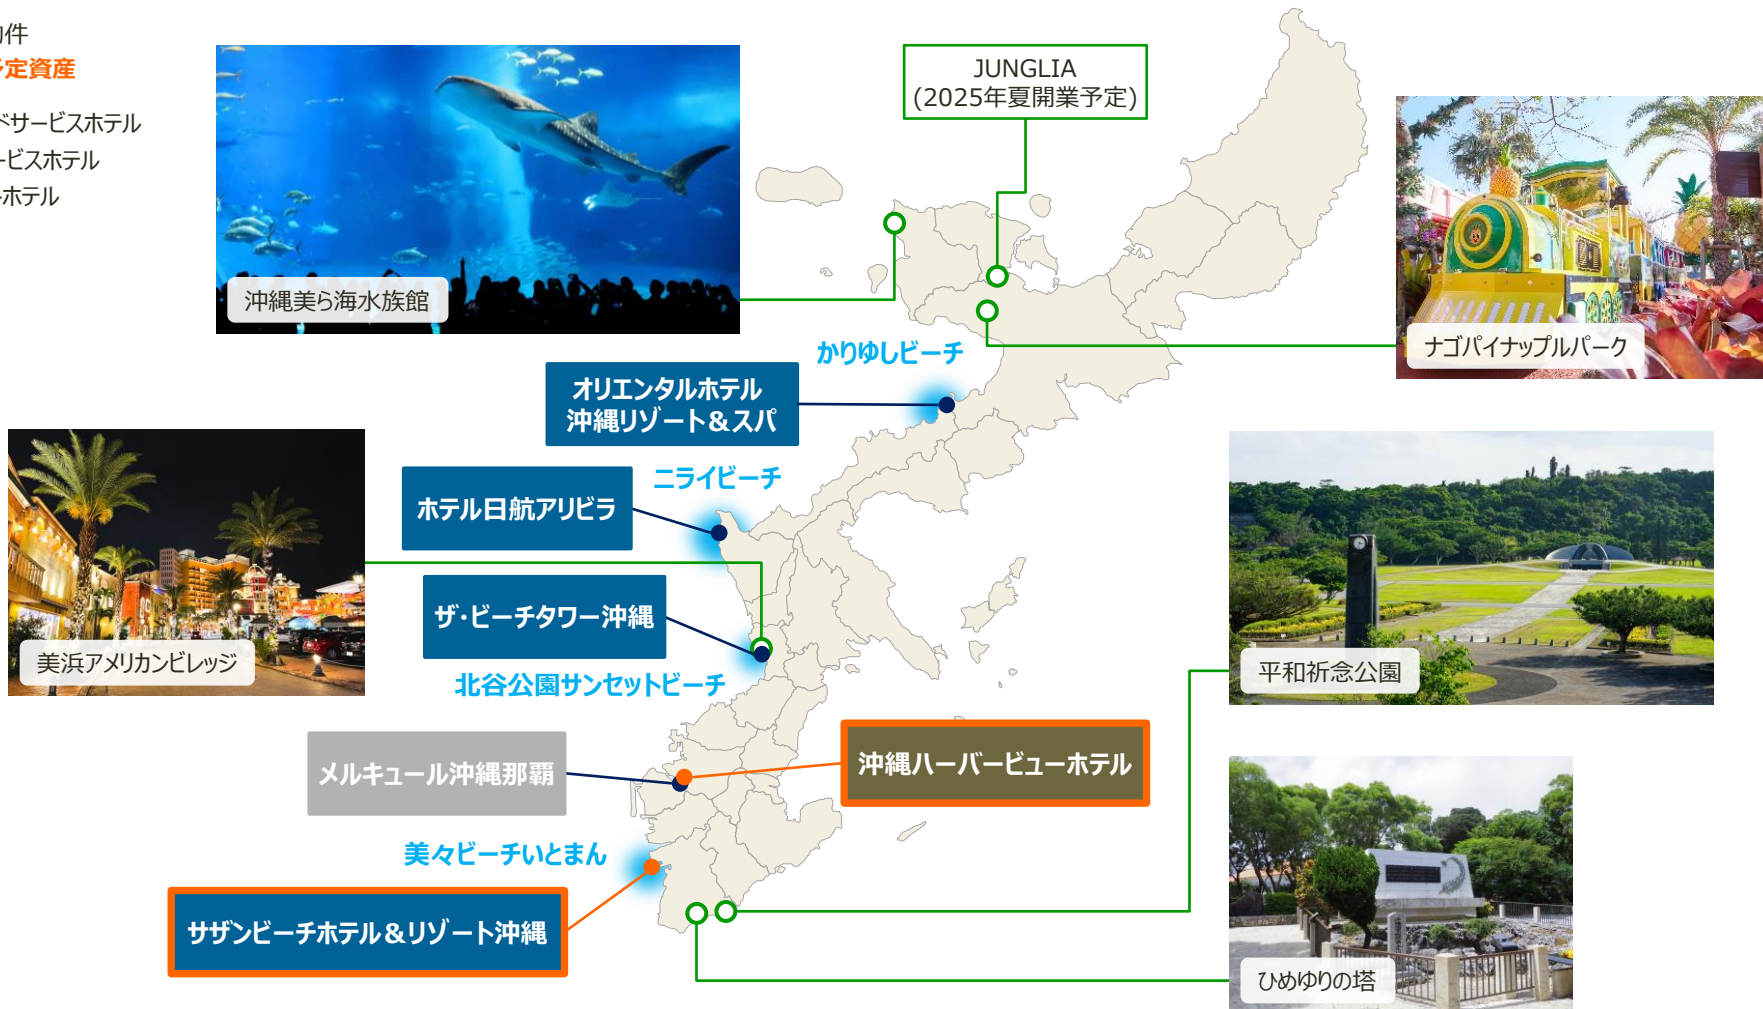 物件
予定資産
ドサービスホテル
ービスホテル
トホテル
沖縄美ら海水族館
JUNGLIA
(2025年夏開業予定)
ナゴパイナップルパーク
かりゆしビーチ
オリエンタルホテル
沖縄リゾート&スパ
ニライビーチ
ホテル日航アリビラ
ザ・ビーチタワー沖縄
美浜アメリカンビレッジ
北谷公園サンセットビーチ
平和祈念公園
メルキュール沖縄那覇
沖縄ハーバービューホテル
美々ビーチいとまん
サザンビーチホテル&リゾート沖縄
ひめゆりの塔